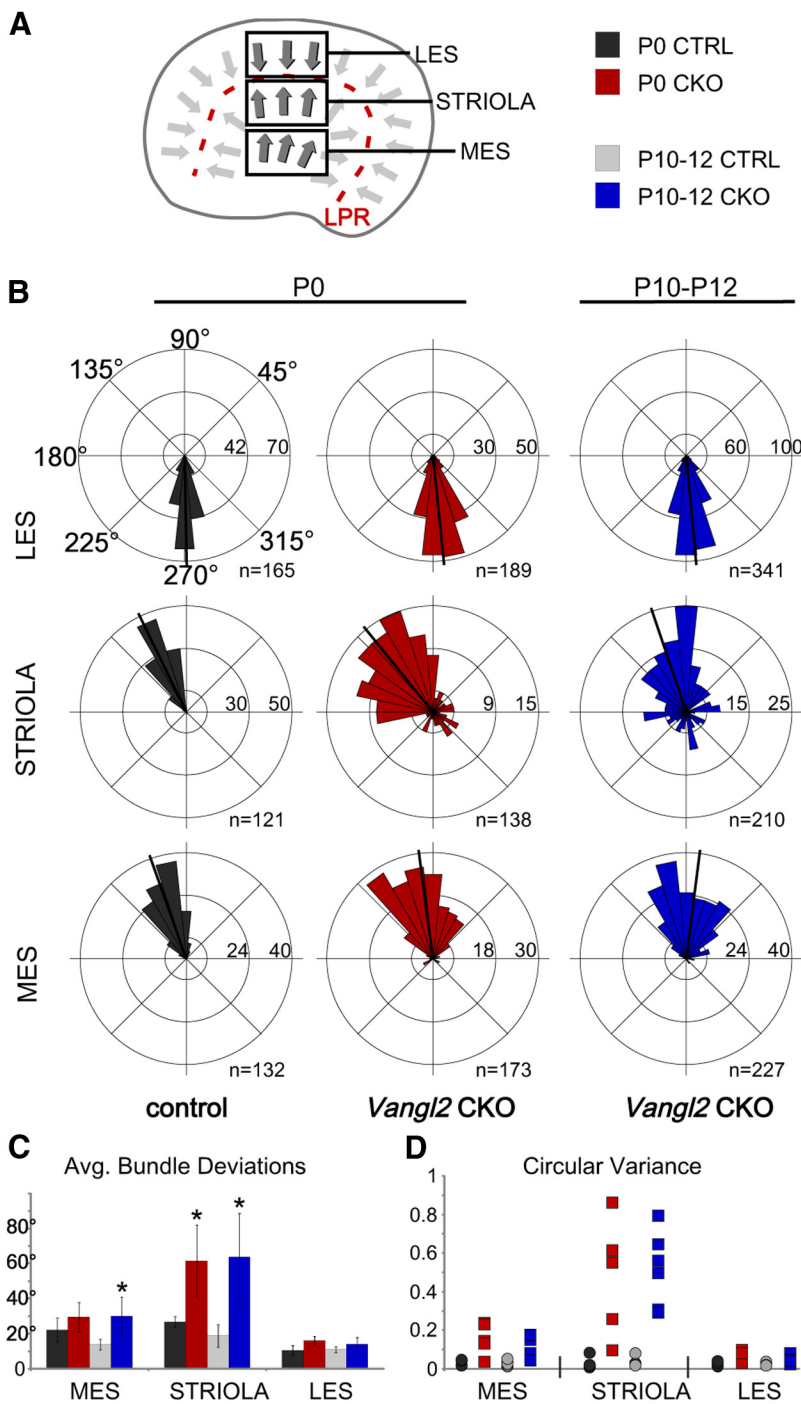 A
LES
STRIOLA
MES
LPR
P0 CTRL
P0 CKO
P10-12 CTRL
P10-12 CKO
B
P0
P10-P12
LES
90°
135°
45°
180°
42 70
225°
315°
270°
n=165
30 50
n=189
60 100
n=341
STRIOLA
30 50
n=121
9 15
n=138
15 25
n=210
MES
24 40
n=132
18 30
n=173
24 40
n=227
control
Vangl2 CKO
Vangl2 CKO
C
Avg. Bundle Deviations
80°
60°
40°
20°
0
* * *
MES STRIOLA LES
D
Circular Variance
1
0.8
0.6
0.4
0.2
0
MES STRIOLA LES